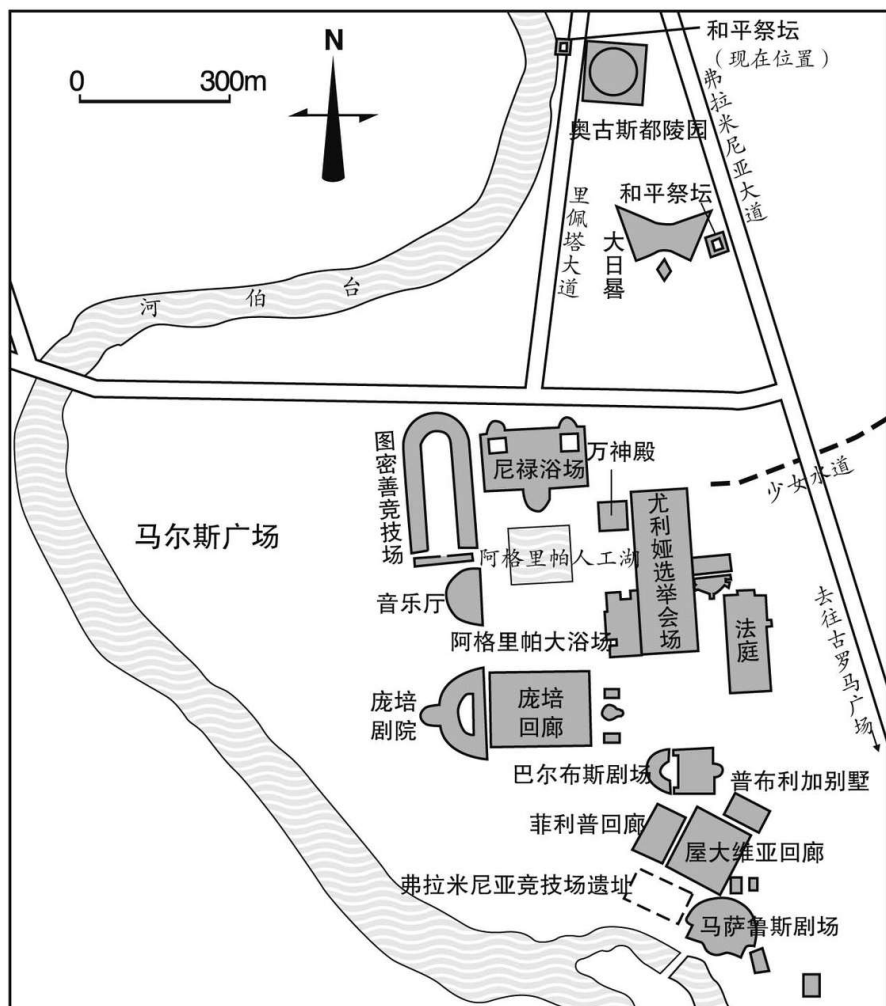 和平祭坛
(现在位置)
N
0 300m
弗拉米尼亚大道
奥古斯都陵园
里佩塔大道
和平祭坛
大日晷
河伯台
图密善竞技场
尼禄浴场
万神殿
少女水道
马尔斯广场
尤利娅选举会场
阿格里帕人工湖
音乐厅
阿格里帕大浴场
法庭
去往古罗马广场
庞培
剧院
庞培
回廊
巴尔布斯剧场
普布利加别墅
菲利普回廊
屋大维亚回廊
弗拉米尼亚竞技场遗址
马萨鲁斯剧场